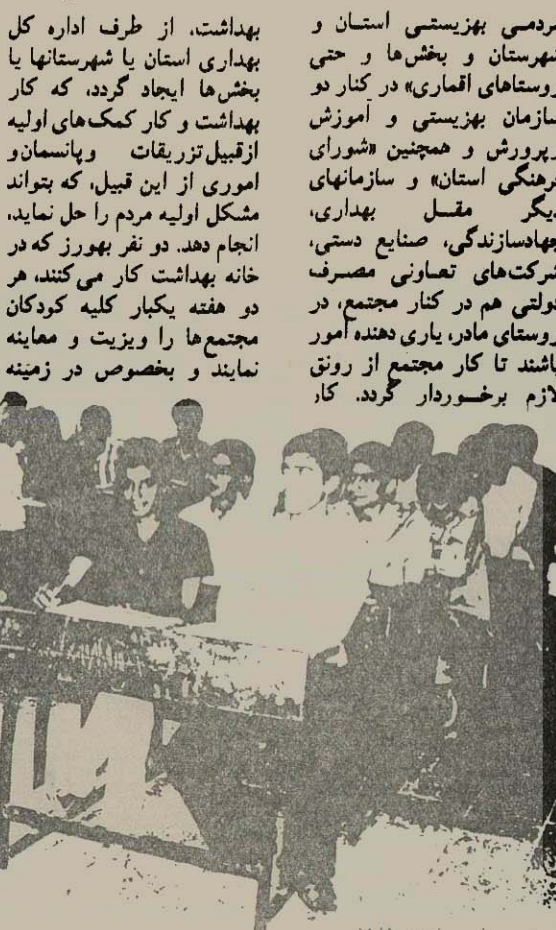 مردمی بهزیستی استان و
شهرستان و بخش‌ها و حتی
روستاهای اقماری» در کنار دو
سازمان بهزیستی و آموزش
وپرورش و همچنین «شورای
فرهنگی استان» و سازمانهای
دیگر مقسل بهداری،
جهادسازندگی، صنایع دستی،
شرکت‌های تعاونی مصرف
دولتی هم در کنار مجتمع، در
روستای مادر، یاری دهنده امور
باشند تا کار مجتمع از رونق
لازم برخسوردار گردد. کار
بهداشت، از طرف اداره کل
بهداری استان یا شهرستانها یا
بخش‌ها ایجاد گردد، که کار
بهداشت و کار کمک‌های اولیه
ازقبیل‌تزریقات وپانسمان‌و
اموری از این قبیل، که بتواند
مشکل اولیه مردم را حل نماید،
انجام دهد. دو نفر بهورز که در
خانه بهداشت کار می‌کنند، هر
دو هفته یکبار کلیه کودکان
مجتمع‌ها را ویزیت و معاینه
نمایند و بخصوص در زمینه